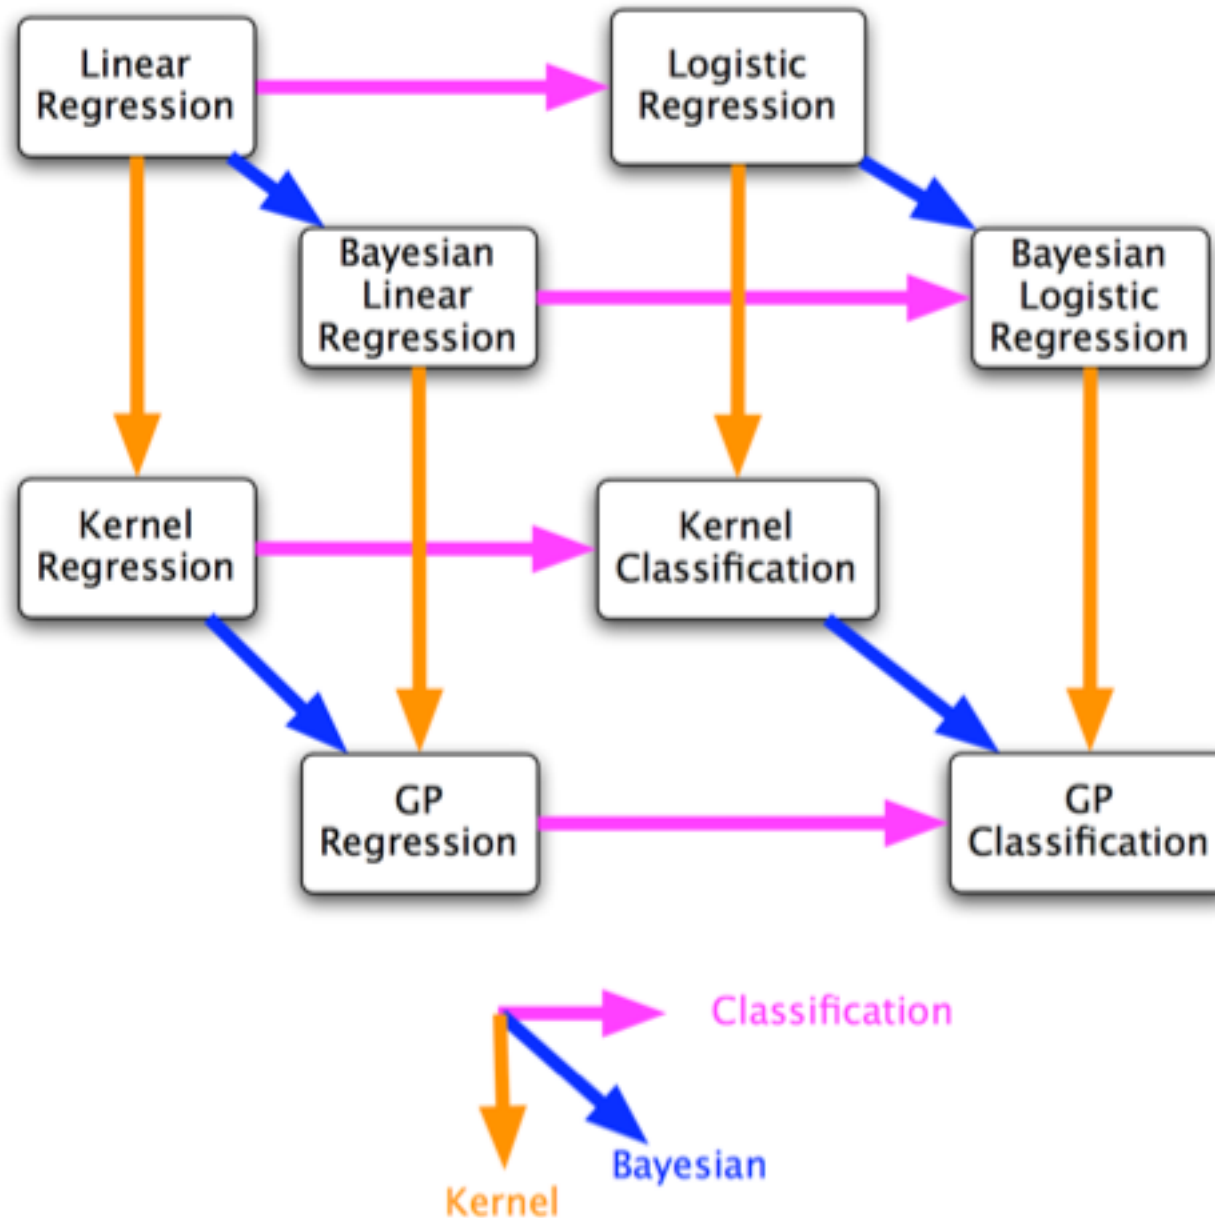 Linear
Regression
Logistic
Regression
Bayesian
Linear
Regression
Bayesian
Logistic
Regression
Kernel
Regression
Kernel
Classification
GP
Regression
GP
Classification
Classification
Bayesian
Kernel